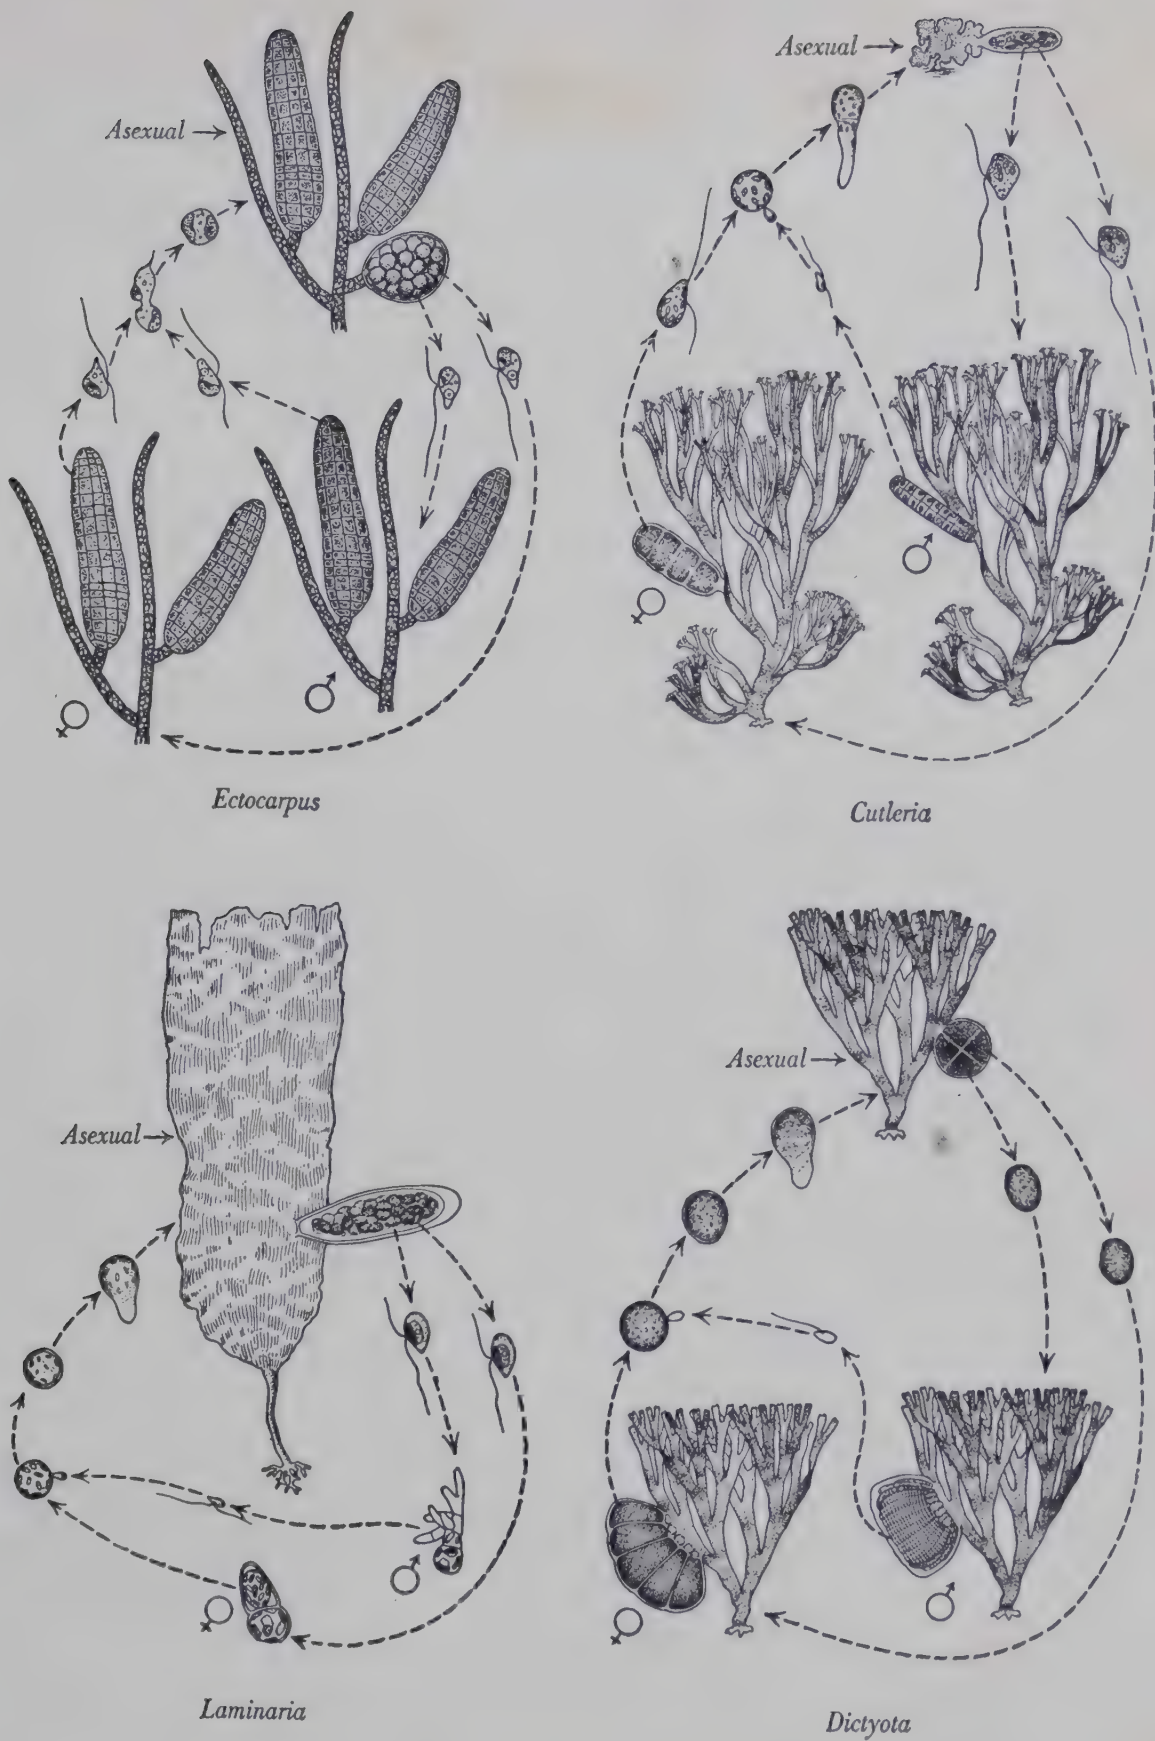 Asexual
Asexual
♀
♂
♀
♂
Ectocarpus
Cutleria
Asexual
Asexual
♀
♂
♀
♂
Laminaria
Dictyota